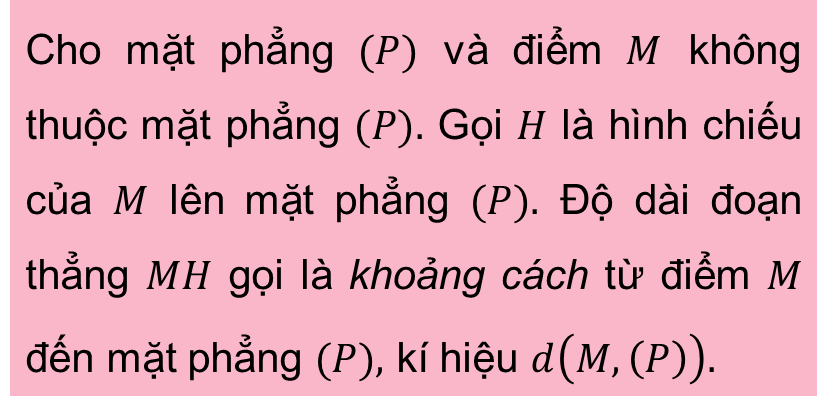 Cho mặt phẳng (P) và điểm M không
thuộc mặt phẳng (P). Gọi H là hình chiếu
của M lên mặt phẳng (P). Độ dài đoạn
thẳng MH gọi là khoảng cách từ điểm M
đến mặt phẳng (P), kí hiệu d(M, (P)).